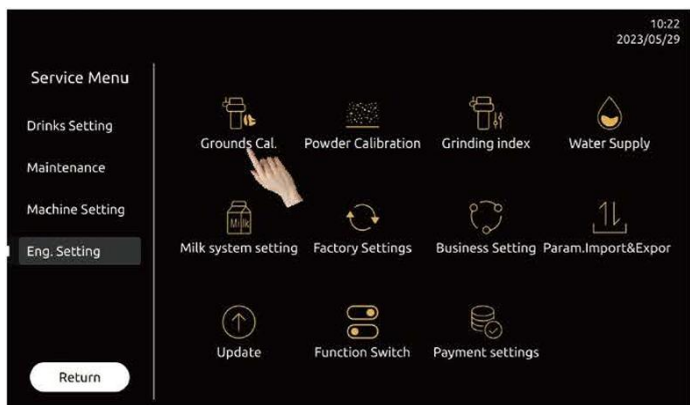 10:22
2023/05/29
Service Menu
Drinks Setting
Maintenance
Machine Setting
Eng. Setting
Return
Grounds Cal.
Powder Calibration
Grinding index
Water Supply
Milk
Milk system setting
Factory Settings
Business Setting
Param.Import&Expor
Update
Function Switch
Payment settings